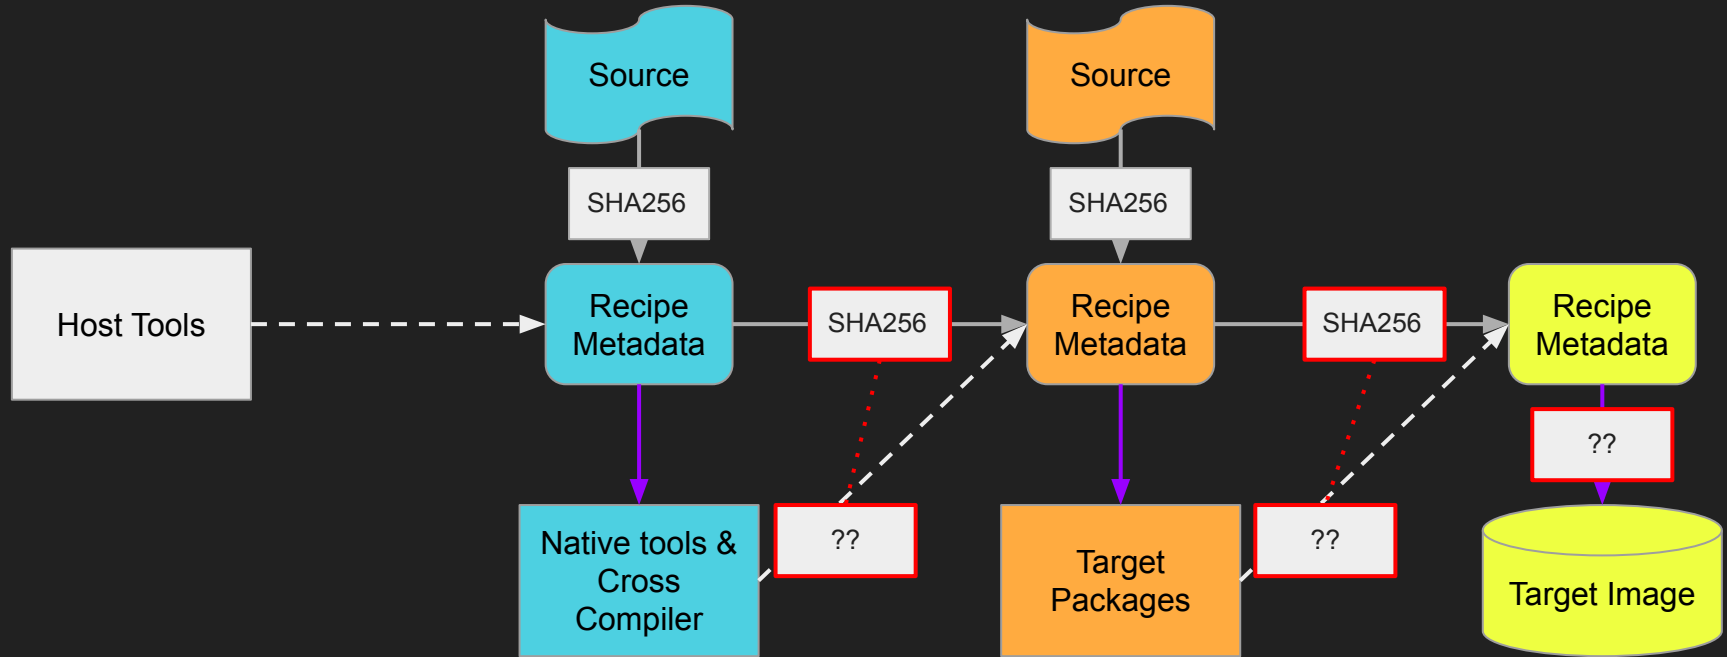 Source
Source
SHA256
SHA256
Host Tools
Recipe
Metadata
SHA256
Recipe
Metadata
SHA256
Recipe
Metadata
??
Native tools &
Cross
Compiler
??
Target
Packages
??
Target Image